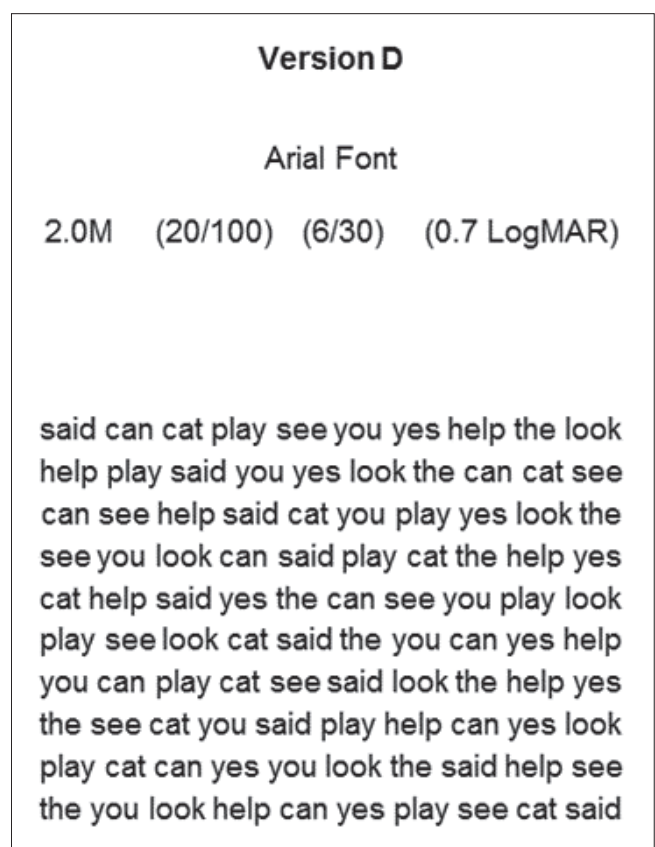 Version D
Arial Font
2.0M (20/100) (6/30) (0.7 LogMAR)
said can cat play see you yes help the look
help play said you yes look the can cat see
can see help said cat you play yes look the
see you look can said play cat the help yes
cat help said yes the can see you play look
play see look cat said the you can yes help
you can play cat see said look the help yes
the see cat you said play help can yes look
play cat can yes you look the said help see
the you look help can yes play see cat said